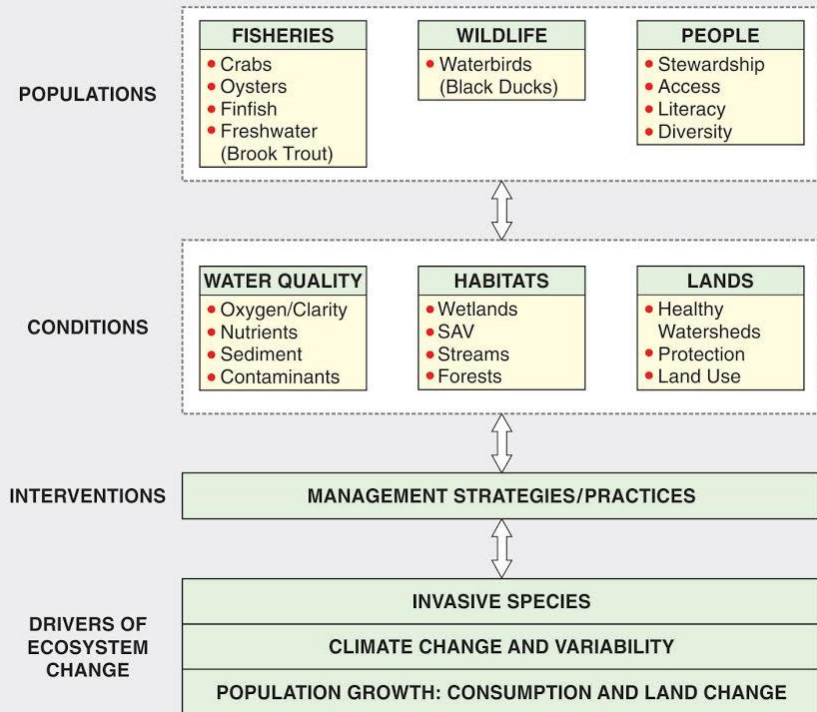 POPULATIONS
FISHERIES
• Crabs
• Oysters
• Finfish
• Freshwater
(Brook Trout)
WILDLIFE
• Waterbirds
(Black Ducks)
PEOPLE
• Stewardship
• Access
• Literacy
• Diversity
CONDITIONS
WATER QUALITY
• Oxygen/Clarity
• Nutrients
• Sediment
• Contaminants
HABITATS
• Wetlands
• SAV
• Streams
• Forests
LANDS
• Healthy
Watersheds
• Protection
• Land Use
INTERVENTIONS
MANAGEMENT STRATEGIES/PRACTICES
DRIVERS OF
ECOSYSTEM
CHANGE
INVASIVE SPECIES
CLIMATE CHANGE AND VARIABILITY
POPULATION GROWTH: CONSUMPTION AND LAND CHANGE